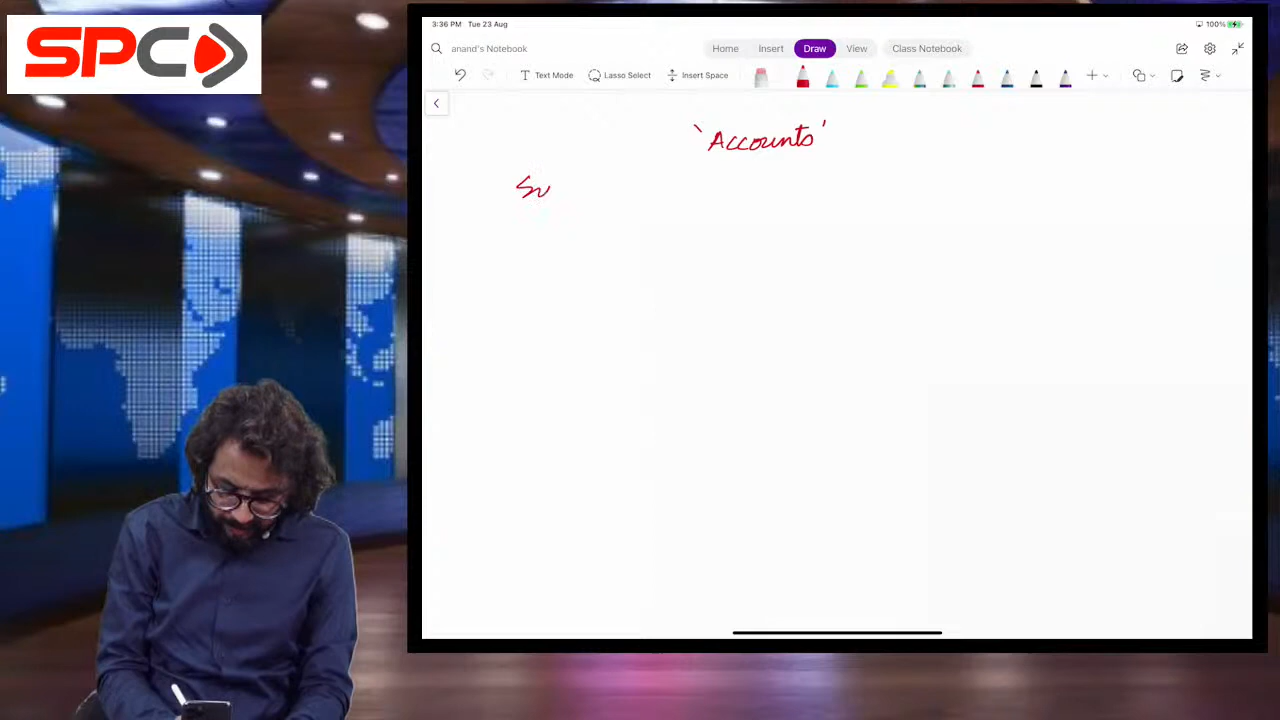 SPC
3:36 PM Tue 23 Aug
100%
anand's Notebook
Home Insert Draw View Class Notebook
Text Mode Lasso Select Insert Space
'Accounts'